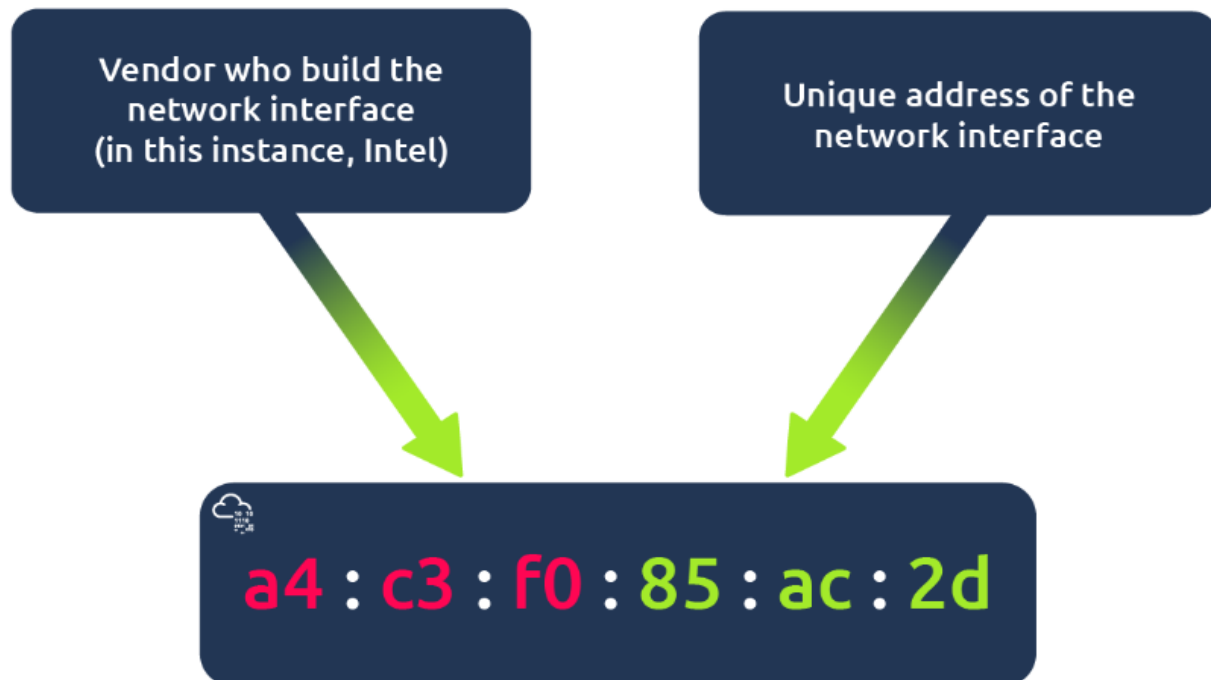 Vendor who build the
network interface
(in this instance, Intel)
Unique address of the
network interface
a4 : c3 : f0 : 85 : ac : 2d